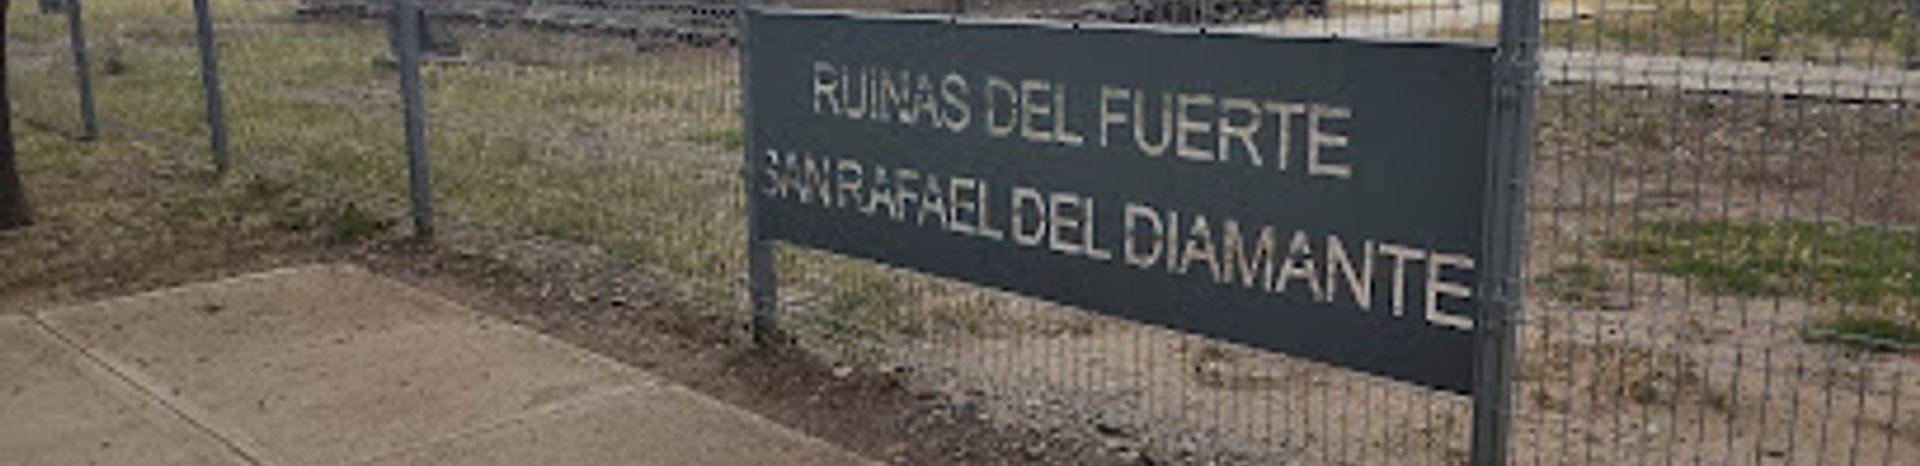 RUINAS DEL FUERTE
SAN RAFAEL DEL DIAMANTE